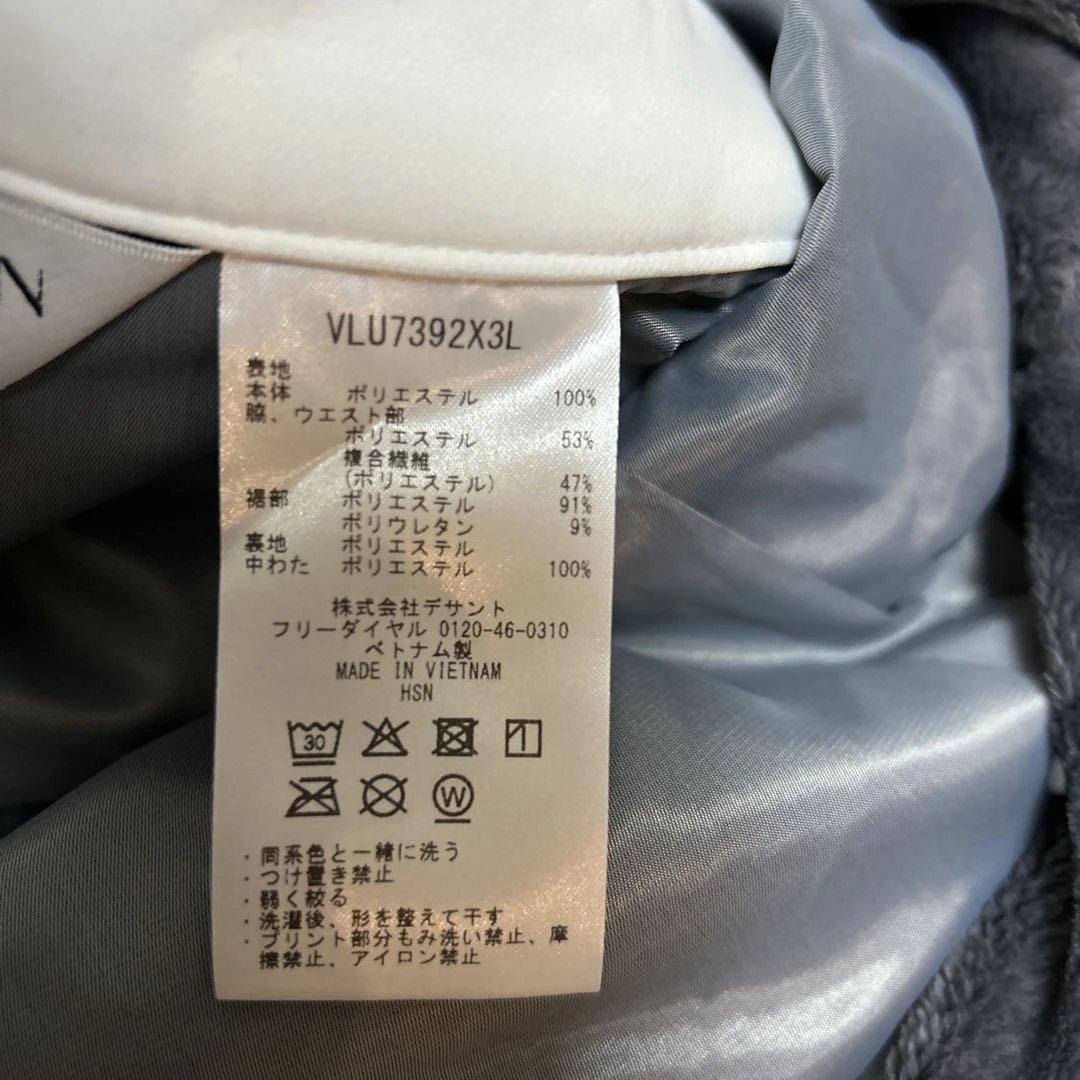 N
VLU7392X3L
表地
本体 ポリエステル 100%
脇、ウエスト部
ポリエステル 53%
複合繊維
(ポリエステル) 47%
裾部 ポリエステル 91%
ポリウレタン 9%
裏地 ポリエステル
中わた ポリエステル 100%
株式会社デサント
フリーダイヤル 0120-46-0310
ベトナム製
MADE IN VIETNAM
HSN
30
W
・同系色と一緒に洗う
・つけ置き禁止
・弱く絞る
・洗濯後、形を整えて干す
・プリント部分もみ洗い禁止、摩
擦禁止、アイロン禁止